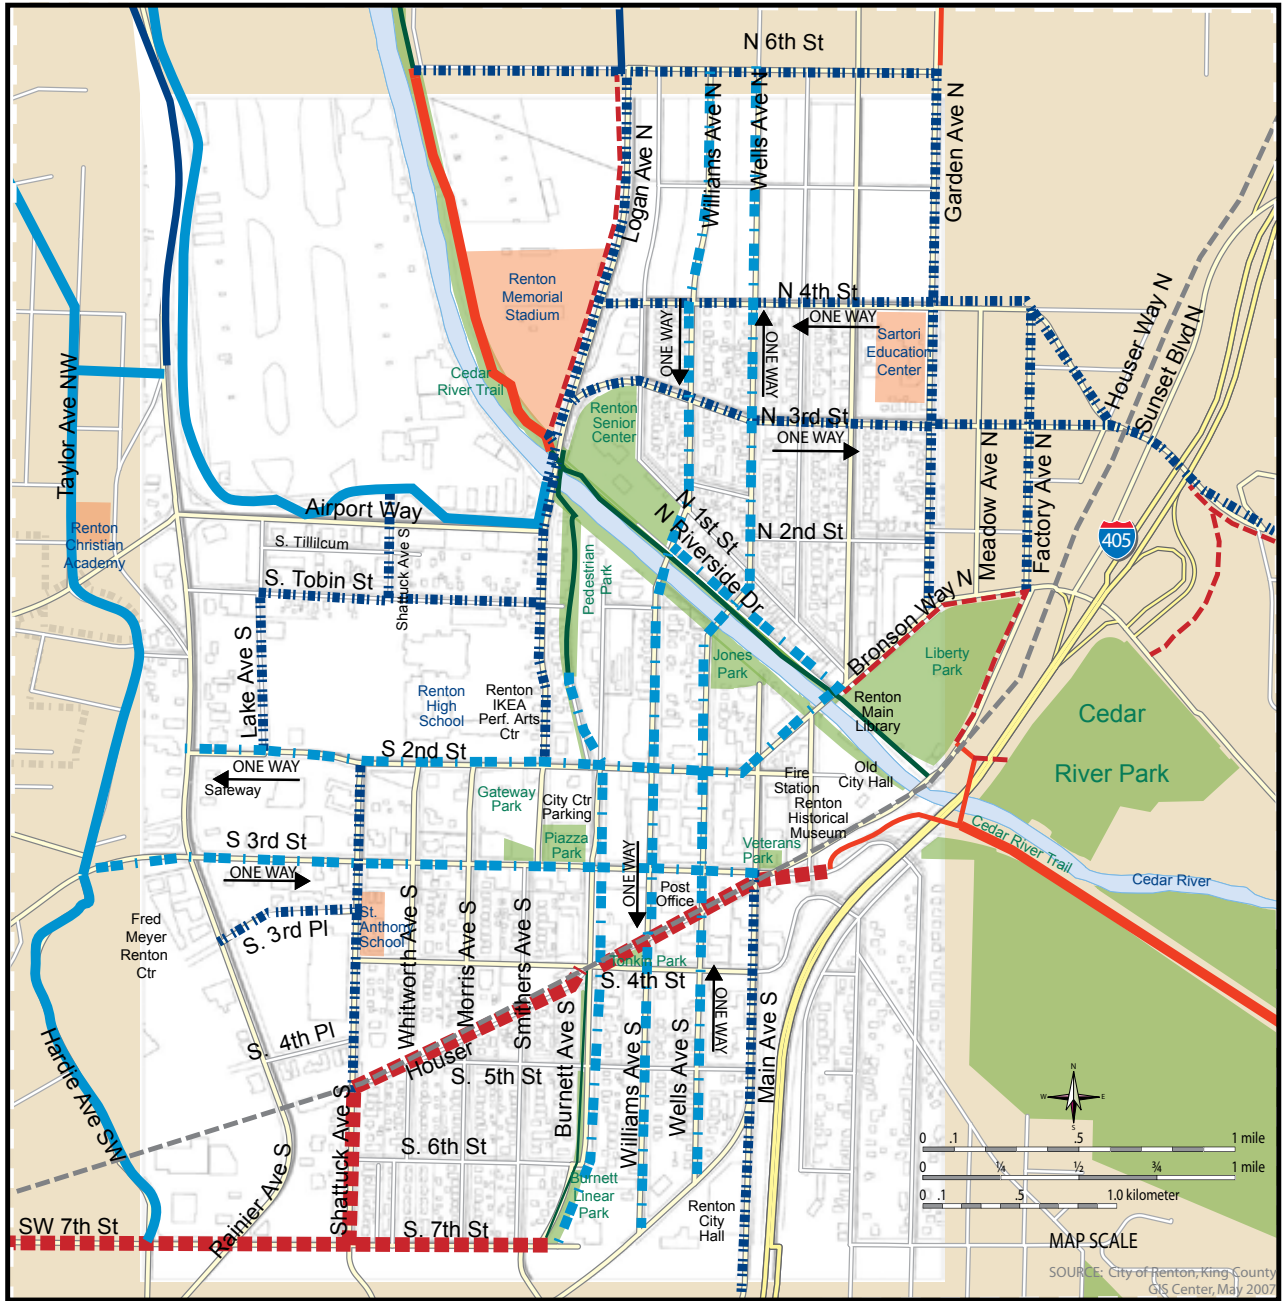 N 6th St
Logan Ave N
Williams Ave N
Wells Ave N
Garden Ave N
Renton
Memorial
Stadium
N 4th St
ONE WAY
ONE WAY
ONE WAY
Sartori
Education
Center
Houser Way N
Sunset Blvd N
Taylor Ave NW
Cedar
River Trail
Renton
Senior
Center
N 3rd St
ONE WAY
Meadow Ave N
Factory Ave N
Airport Way
N 1st St
N Riverside Dr
N 2nd St
405
Renton
Christian
Academy
S. Tillilcum
Shattuck Ave S
S. Tobin St
Pedestrian
Park
Bronson Way N
Lake Ave S
Jones
Park
Liberty
Park
Renton
High
School
Renton
IKEA
Perf. Arts
Ctr
Renton
Main
Library
Cedar
River Park
S 2nd St
ONE WAY
Safeway
Gateway
Park
City Ctr
Parking
Fire
Station
Old
City Hall
Renton
Historical
Museum
S 3rd St
ONE WAY
Piazza
Park
ONE WAY
Veterans
Park
Cedar River Trail
Cedar River
Post
Office
Fred
Meyer
Renton
Ctr
S. 3rd Pl
St.
Anthony
School
Whitworth Ave S
Morris Ave S
Smithers Ave S
Park
S. 4th St
ONE WAY
Hardie Ave SW
S. 4th Pl
Houser
S. 5th St
Burnett Ave S
Williams Ave S
Wells Ave S
Main Ave S
Shattuck Ave S
S. 6th St
Rainier Ave S
Burnett
Linear
Park
Renton
City
Hall
SW 7th St
S. 7th St
N
W E
S
0 .1 .5 1 mile
0 ¼ ½ ¾ 1 mile
0 .1 .5 1.0 kilometer
MAP SCALE
SOURCE: City of Renton, King County
GIS Center, May 2007